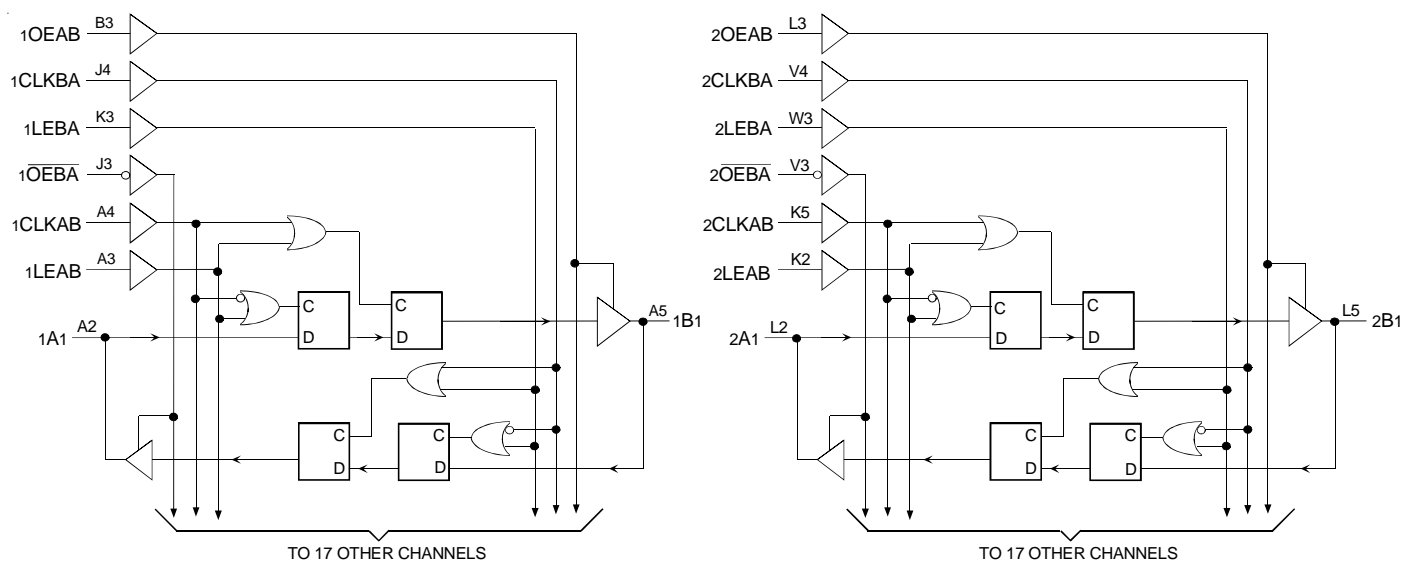 1OEAB B3
1CLKBA J4
1LEBA K3
1OEBA J3
1CLKAB A4
1LEAB A3
C
D
C
D
1A1 A2
A5 1B1
C
D
C
D
TO 17 OTHER CHANNELS
2OEAB L3
2CLKBA V4
2LEBA W3
2OEBA V3
2CLKAB K5
2LEAB K2
C
D
C
D
2A1 L2
L5 2B1
C
D
C
D
TO 17 OTHER CHANNELS